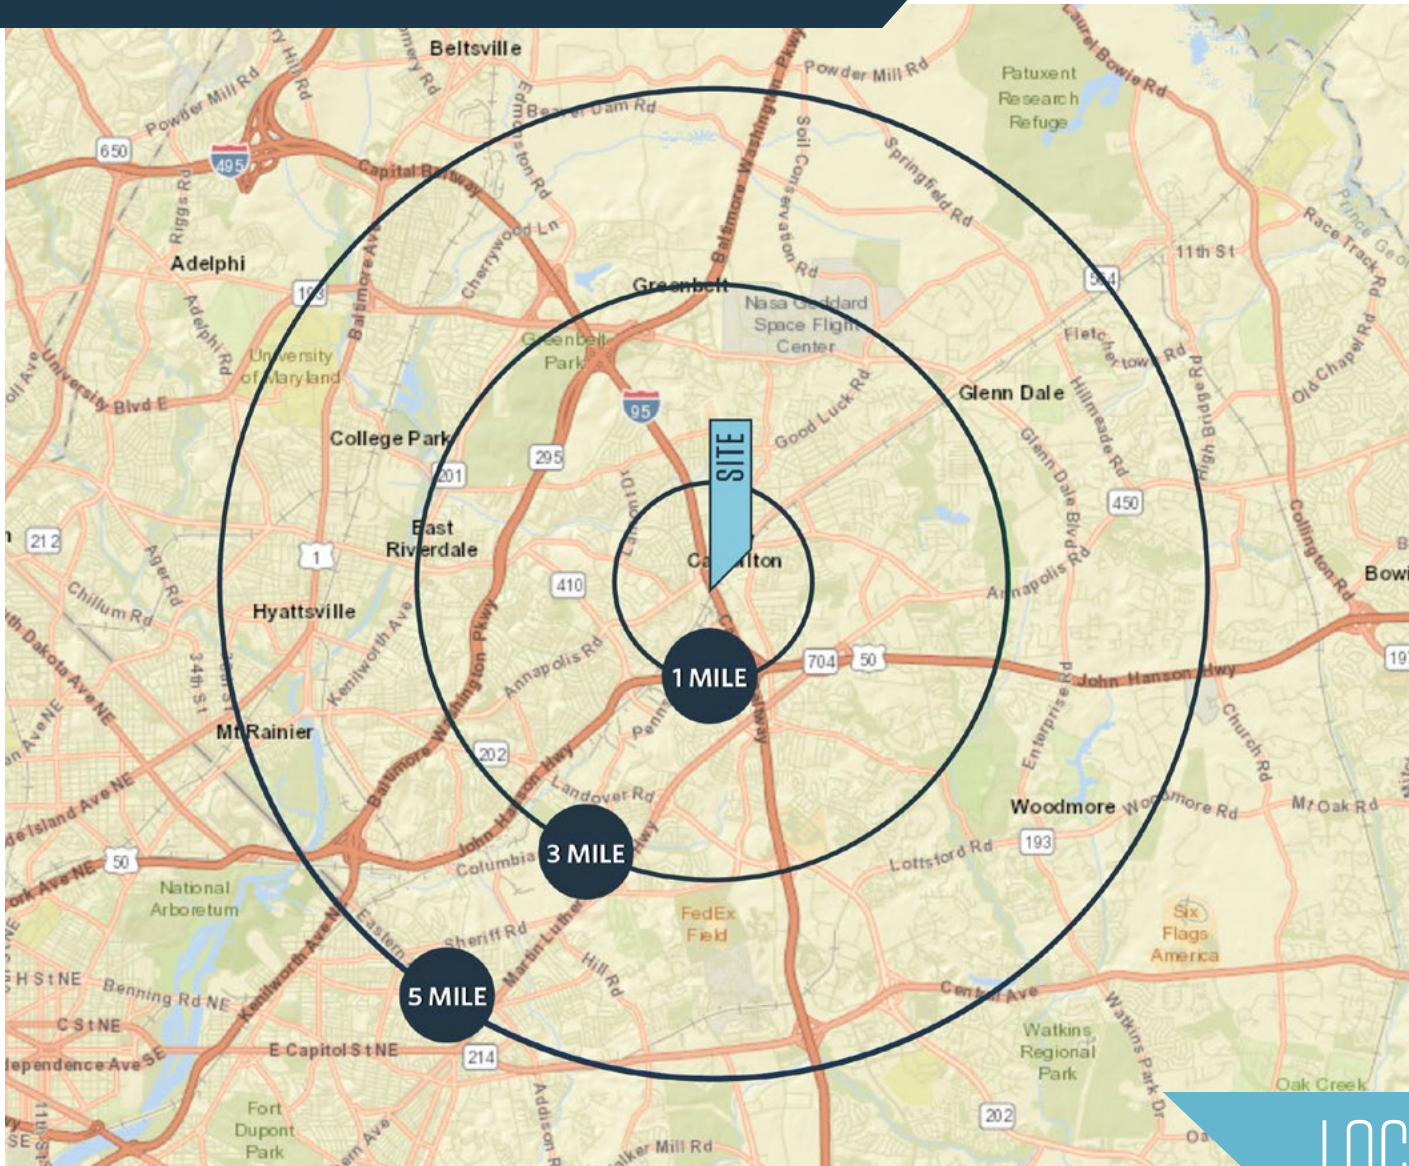 Beltsville
Powder Mill Rd
Powder Mill Rd
Laurel Bowie Rd
Patuxent
Research
Refuge
Edmonston Rd
Beaver Dam Rd
Baltimore Washington Pkwy
Soil Conservation Rd
Springfield Rd
650
495
Capital Beltway
Riggs Rd
Cherrywood Ln
Race Track Rd
11th St
Adelphi
193
Baltimore Ave
Greenbelt
564
Adelphi Rd
Nasa Goddard
Space Flight
Center
Greenbelt
Park
University
of Maryland
Fletchertown Rd
Old Chapel Rd
University Blvd E
95
Good Luck Rd
Glenn Dale
Hillmeade Rd
High Bridge Rd
College Park
SITE
Glenn Dale Blvd
201
295
450
212
1
East
Riverdale
Collington Rd
Ager Rd
410
Annapolis Rd
Chillum Rd
Hyattsville
Kenilworth Ave
34th St
Annapolis Rd
Baltimore Washington Pkwy
704
50
1 MILE
John Hanson Hwy
Enterprise Rd
Church Rd
Mt Rainier
202
John Hanson Hwy
Landover Rd
Woodmore
Woodmore Rd
Mt Oak Rd
193
Lottsford Rd
50
Columbia
3 MILE
National
Arboretum
Kenilworth Ave NE
Eastern
Sheriff Rd
Martin Luther
Hwy
FedEx
Field
Six
Flags
America
Hill Rd
H St NE
Benning Rd NE
5 MILE
Central Ave
C St NE
E Capitol St NE
214
Watkins
Regional
Park
Watkins Park Dr
Oak Creek
Fort
Dupont
Park
202